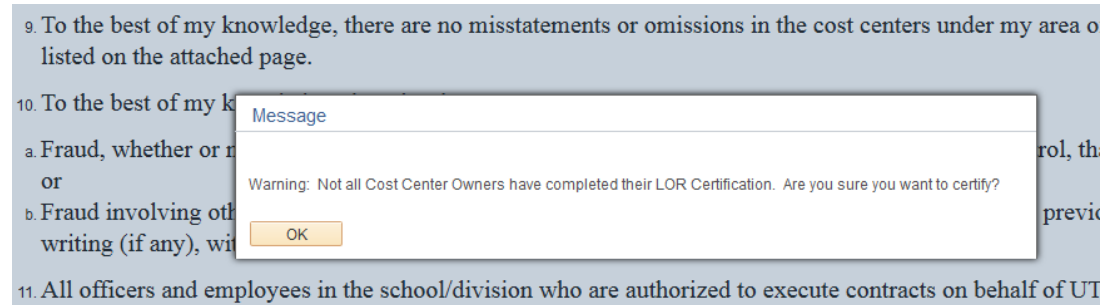 9. To the best of my knowledge, there are no misstatements or omissions in the cost centers under my area o
listed on the attached page.
10. To the best of my k
Message
a. Fraud, whether or n
rol, tha
or
Warning: Not all Cost Center Owners have completed their LOR Certification. Are you sure you want to certify?
b. Fraud involving oth
previo
writing (if any), wit
OK
11. All officers and employees in the school/division who are authorized to execute contracts on behalf of UT